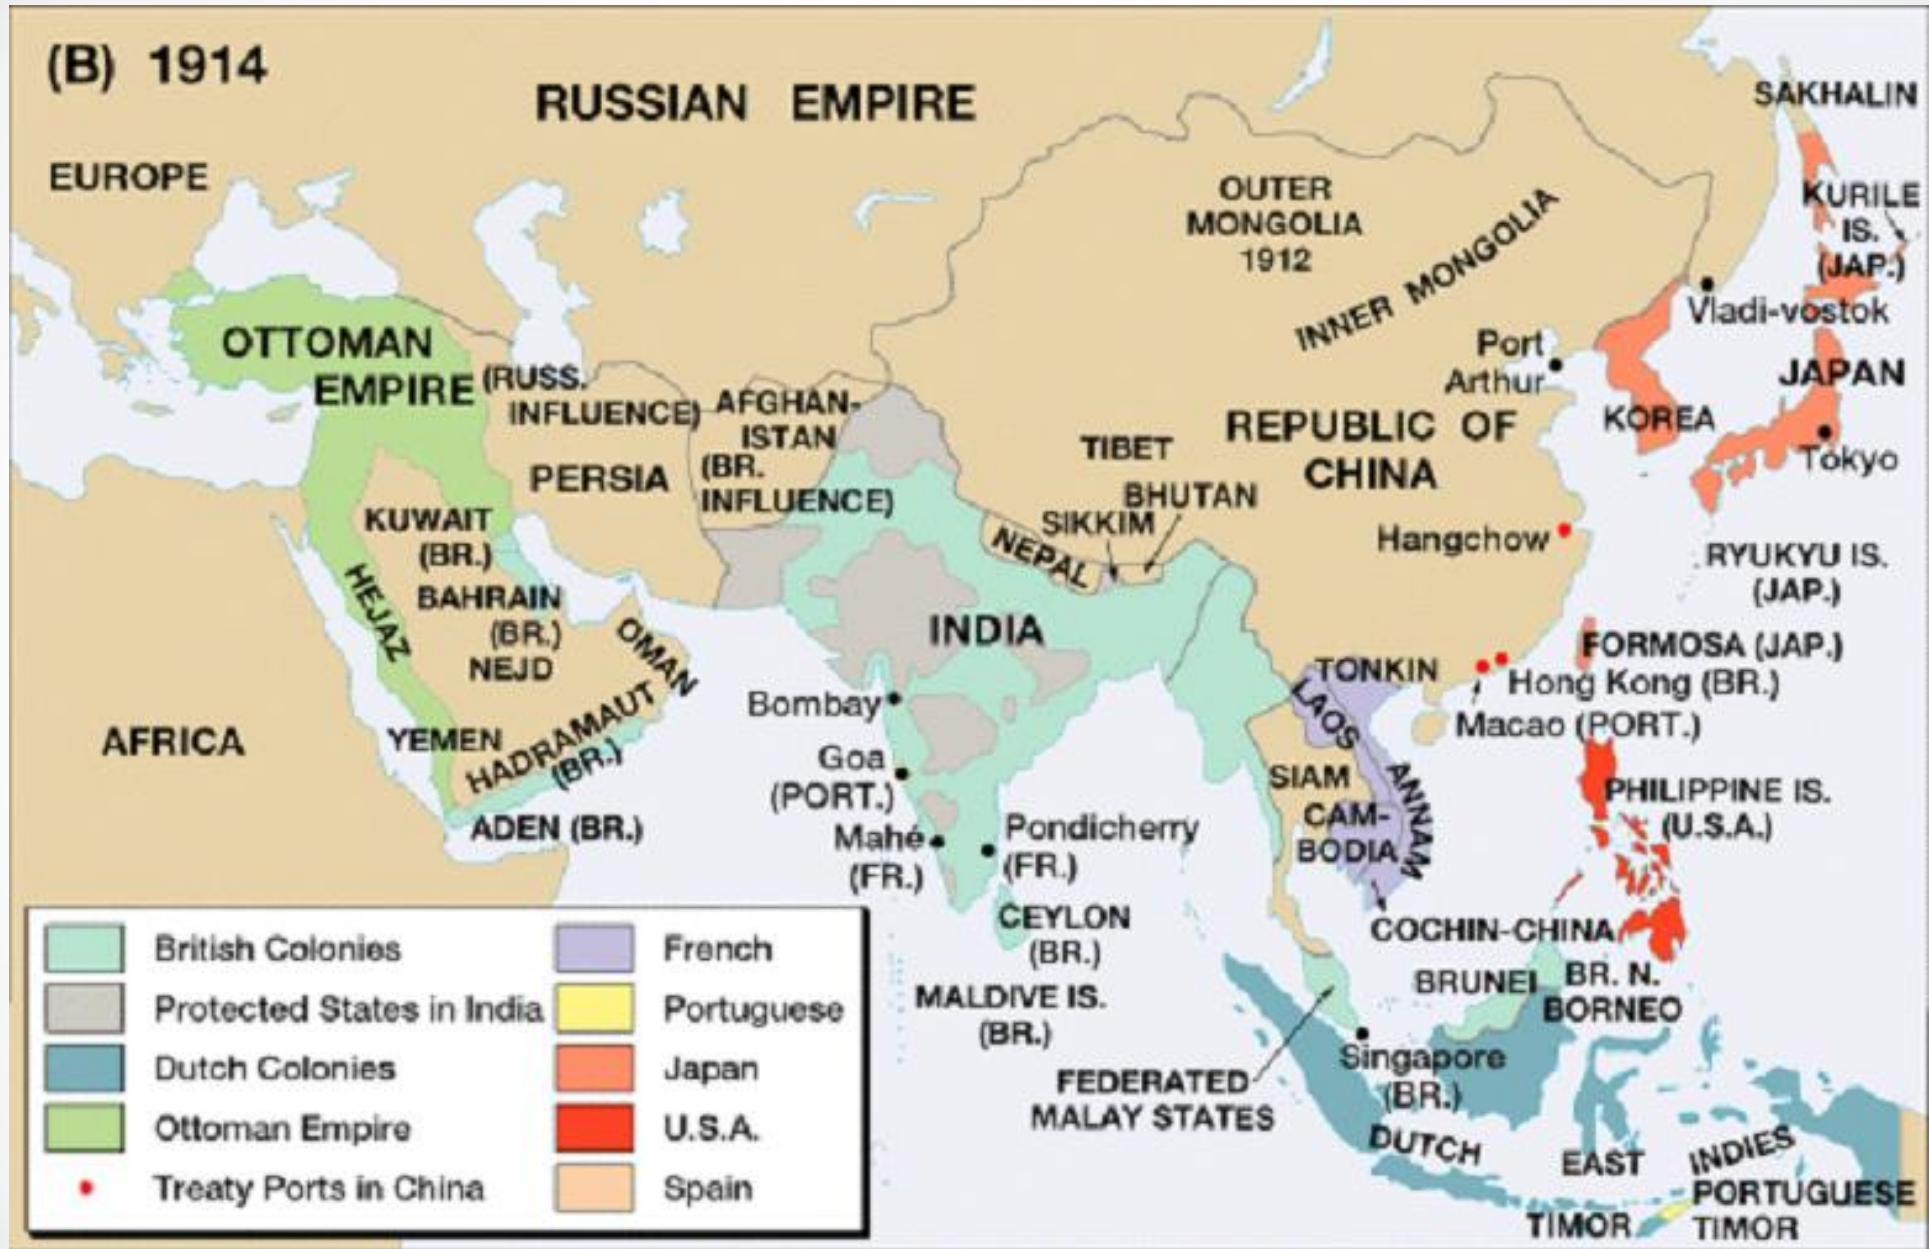 (B) 1914
RUSSIAN EMPIRE
EUROPE
SAKHALIN
KURILE
IS.
(JAP.)
OUTER
MONGOLIA
1912
INNER MONGOLIA
Vladi-vostok
OTTOMAN
EMPIRE
(RUSS.
INFLUENCE)
AFGHAN-
ISTAN
(BR.
INFLUENCE)
PERSIA
Port
Arthur
JAPAN
KOREA
Tokyo
REPUBLIC OF
CHINA
TIBET
BHUTAN
SIKKIM
NEPAL
Hangchow
KUWAIT
(BR.)
HEJAZ
BAHRAIN
(BR.)
NEJD
OMAN
RYUKYU IS.
(JAP.)
INDIA
FORMOSA (JAP.)
TONKIN
Hong Kong (BR.)
Macao (PORT.)
LAOS
Bombay
YEMEN
HADRAMAUT
(BR.)
AFRICA
Goa
(PORT.)
SIAM
ANNAM
PHILIPPINE IS.
(U.S.A.)
CAM-
BODIA
ADEN (BR.)
Mahé
(FR.)
Pondicherry
(FR.)
CEYLON
(BR.)
COCHIN-CHINA
BRUNEI
BR. N.
BORNEO
MALDIVE IS.
(BR.)
Singapore
(BR.)
FEDERATED
MALAY STATES
DUTCH
EAST
INDIES
PORTUGUESE
TIMOR
TIMOR
British Colonies
Protected States in India
Dutch Colonies
Ottoman Empire
Treaty Ports in China
French
Portuguese
Japan
U.S.A.
Spain